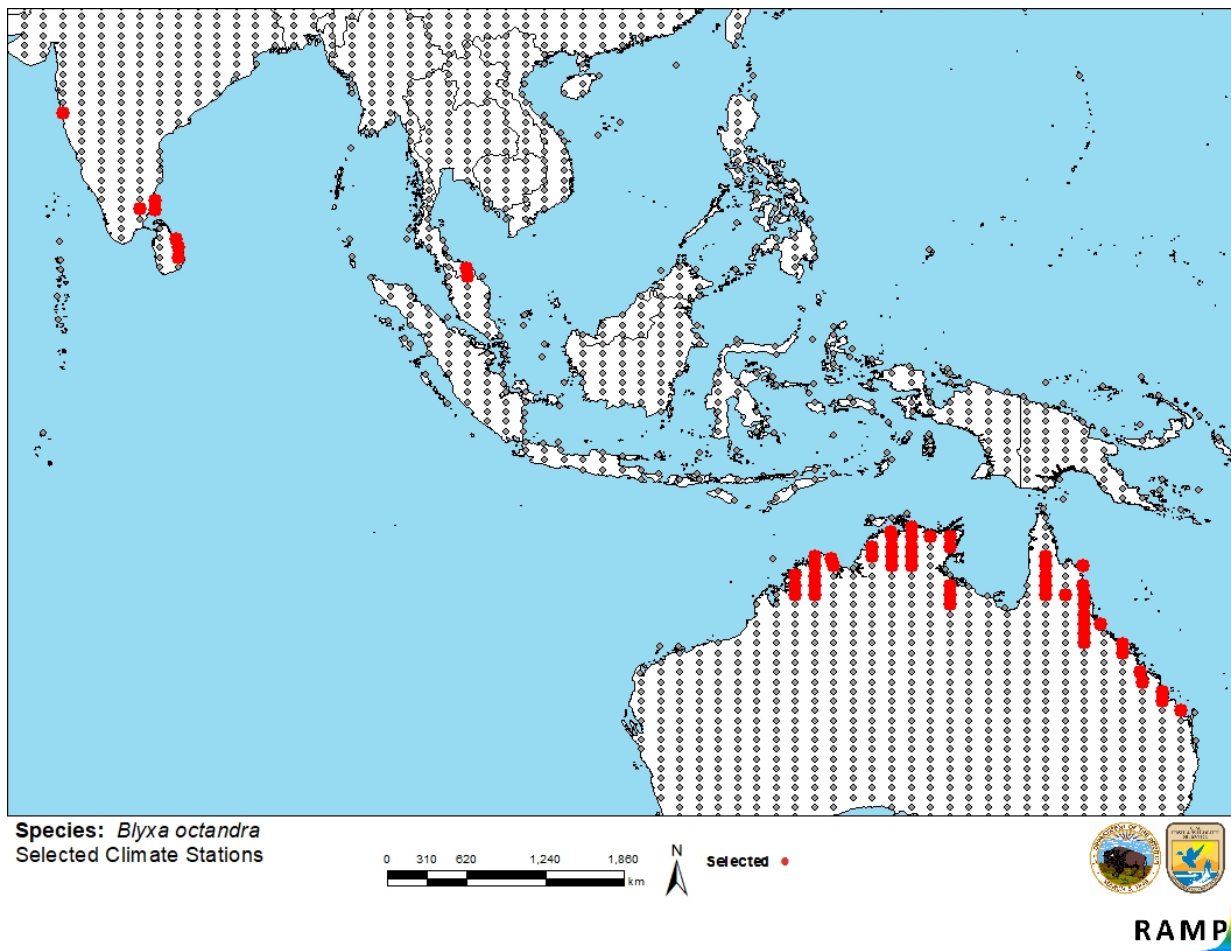 Species: Blyxa octandra
Selected Climate Stations
0 310 620 1,240 1,860
km
N
Selected
RAMP